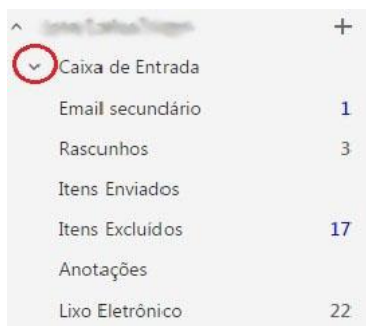 +
Caixa de Entrada
Email secundário 1
Rascunhos 3
Itens Enviados
Itens Excluídos 17
Anotações
Lixo Eletrônico 22